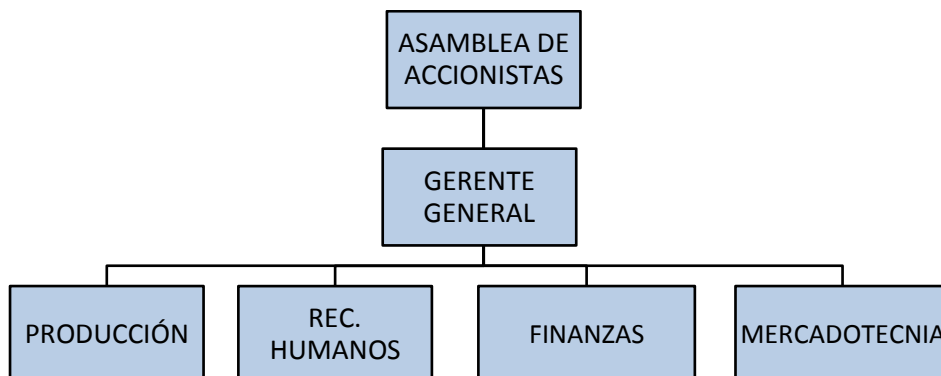 ASAMBLEA DE
ACCIONISTAS
GERENTE
GENERAL
PRODUCCIÓN
REC.
HUMANOS
FINANZAS
MERCADOTECNIA